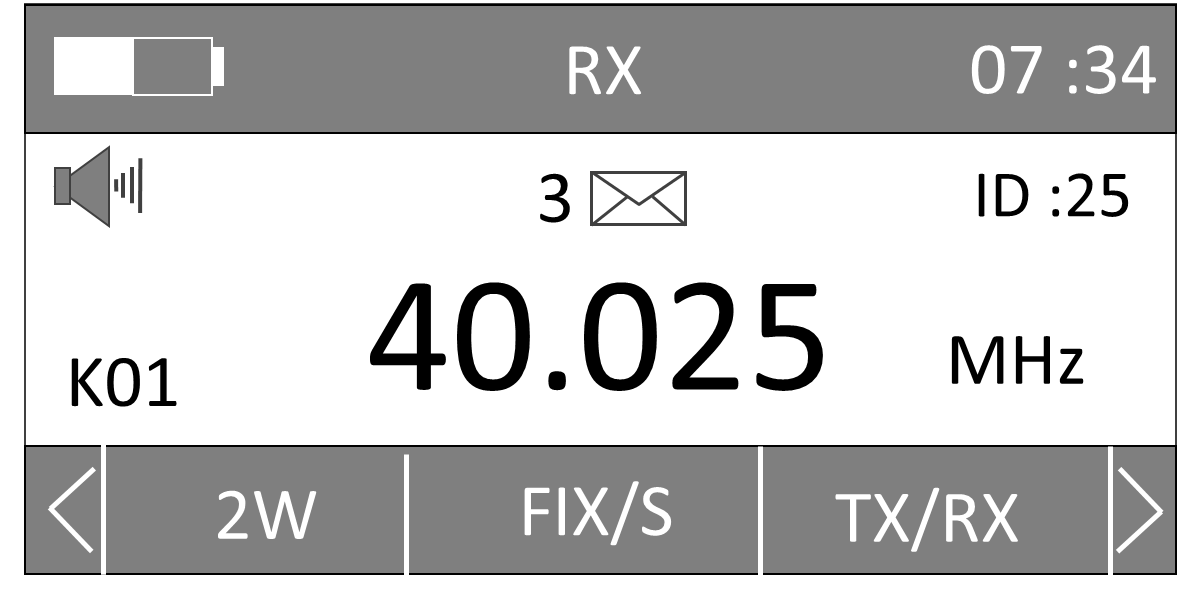 RX 07 :34
3 ID :25
K01 40.025 MHz
2W FIX/S TX/RX